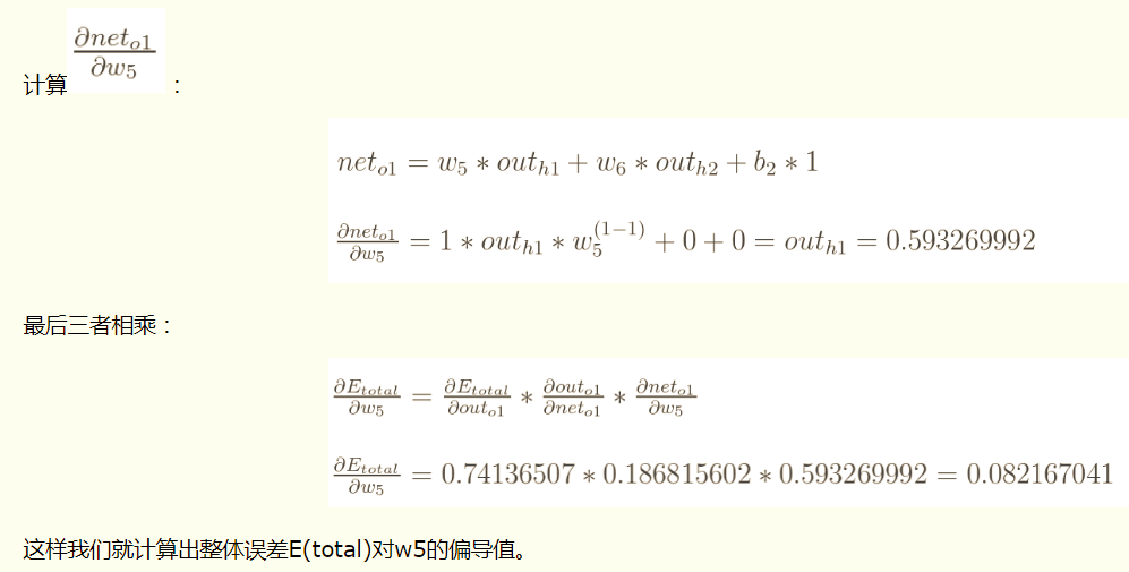 计算 $\frac{\partial net_{o1}}{\partial w_5}$ ：
$net_{o1} = w_5 * out_{h1} + w_6 * out_{h2} + b_2 * 1$
$\frac{\partial net_{o1}}{\partial w_5} = 1 * out_{h1} * w_5^{(1-1)} + 0 + 0 = out_{h1} = 0.593269992$
最后三者相乘：
$\frac{\partial E_{total}}{\partial w_5} = \frac{\partial E_{total}}{\partial out_{o1}} * \frac{\partial out_{o1}}{\partial net_{o1}} * \frac{\partial net_{o1}}{\partial w_5}$
$\frac{\partial E_{total}}{\partial w_5} = 0.74136507 * 0.186815602 * 0.593269992 = 0.082167041$
这样我们就计算出整体误差E(total)对w5的偏导值。